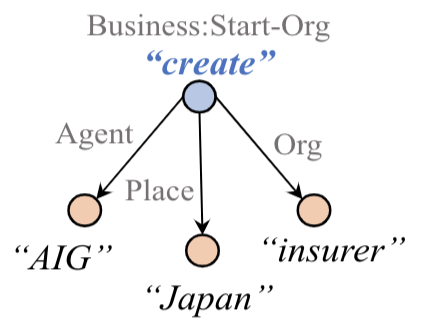 Business:Start-Org
“create”
Agent
Org
Place
“AIG”
“insurer”
“Japan”